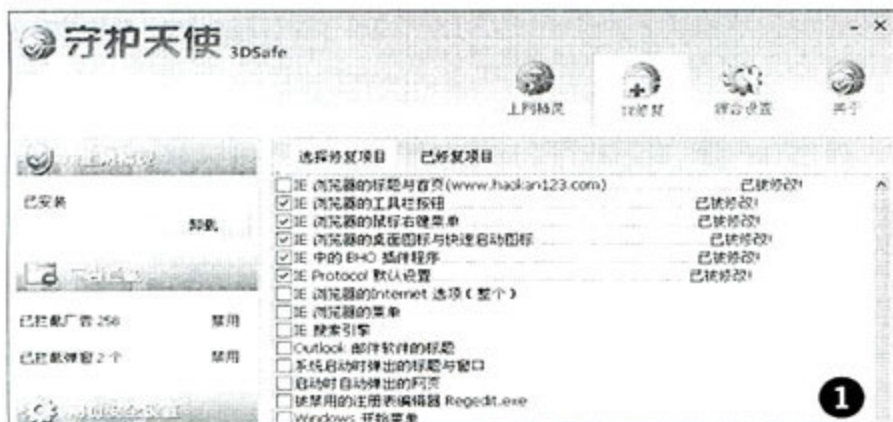 守护天使 3DSafe
上网精灵 IE修复 综合设置 关于
选择修复项目 已修复项目
IE 浏览器的标题与首页(www.haokan123.com) 已被修改!
IE 浏览器的工具栏按钮 已被修改!
IE 浏览器的鼠标右键菜单 已被修改!
IE 浏览器的桌面图标与快速启动图标 已被修改!
IE 中的 BHO 插件程序 已被修改!
IE Protocol 默认设置 已被修改!
IE 浏览器的Internet 选项(整个)
IE 浏览器的菜单
IE 搜索引擎
Outlook 邮件软件的标题
系统启动时弹出的标题与窗口
启动时自动弹出的网页
被禁用的注册表编辑器 Regedit.exe
Windows 开始菜单
已安装
卸载
已拦截广告 256 禁用
已拦截弹窗 2 个 禁用
1